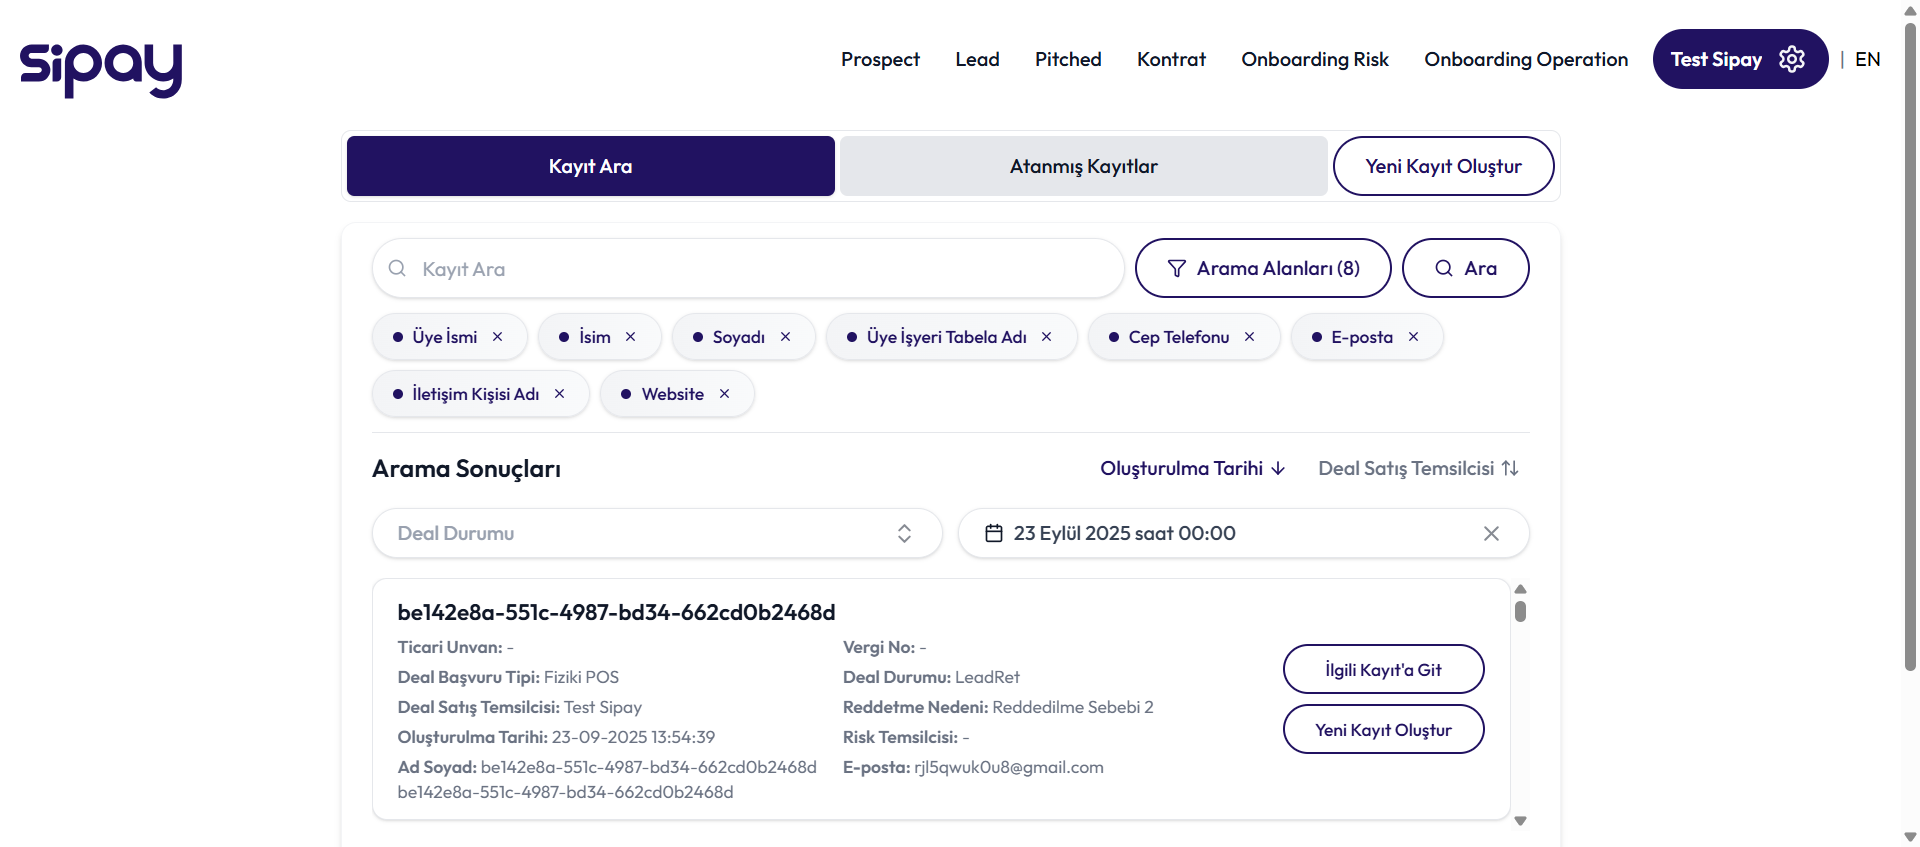 sipay
Prospect Lead Pitched Kontrat Onboarding Risk Onboarding Operation Test Sipay | EN
Kayıt Ara Atanmış Kayıtlar Yeni Kayıt Oluştur
Kayıt Ara Arama Alanları (8) Ara
Üye İsmi × İsim × Soyadı × Üye İşyeri Tabela Adı × Cep Telefonu × E-posta ×
İletişim Kişisi Adı × Website ×
Arama Sonuçları Oluşturulma Tarihi ↓ Deal Satış Temsilcisi ↑↓
Deal Durumu 23 Eylül 2025 saat 00:00
be142e8a-551c-4987-bd34-662cd0b2468d
Ticari Unvan: - Vergi No: -
Deal Başvuru Tipi: Fiziki POS Deal Durumu: LeadRet
İlgili Kayıt'a Git
Deal Satış Temsilcisi: Test Sipay Reddetme Nedeni: Reddedilme Sebebi 2
Oluşturulma Tarihi: 23-09-2025 13:54:39 Risk Temsilcisi: -
Yeni Kayıt Oluştur
Ad Soyad: be142e8a-551c-4987-bd34-662cd0b2468d E-posta: rjl5qwuk0u8@gmail.com
be142e8a-551c-4987-bd34-662cd0b2468d